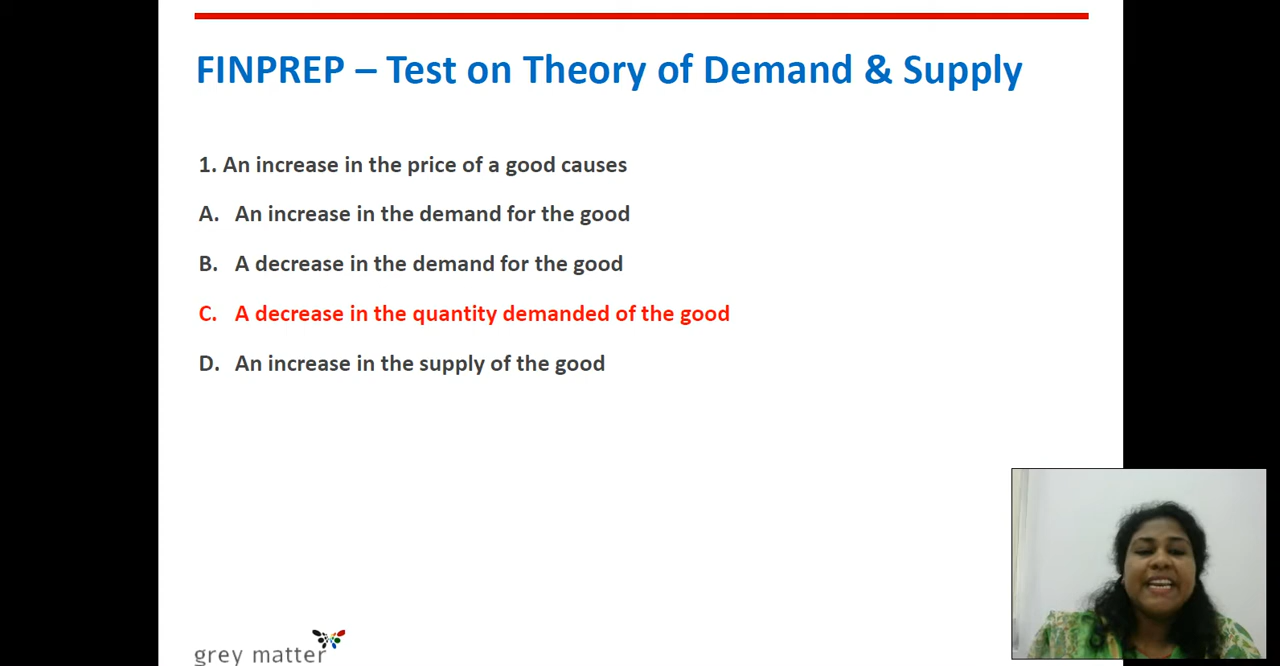 FINPREP – Test on Theory of Demand & Supply
1. An increase in the price of a good causes
A. An increase in the demand for the good
B. A decrease in the demand for the good
C. A decrease in the quantity demanded of the good
D. An increase in the supply of the good
grey matter